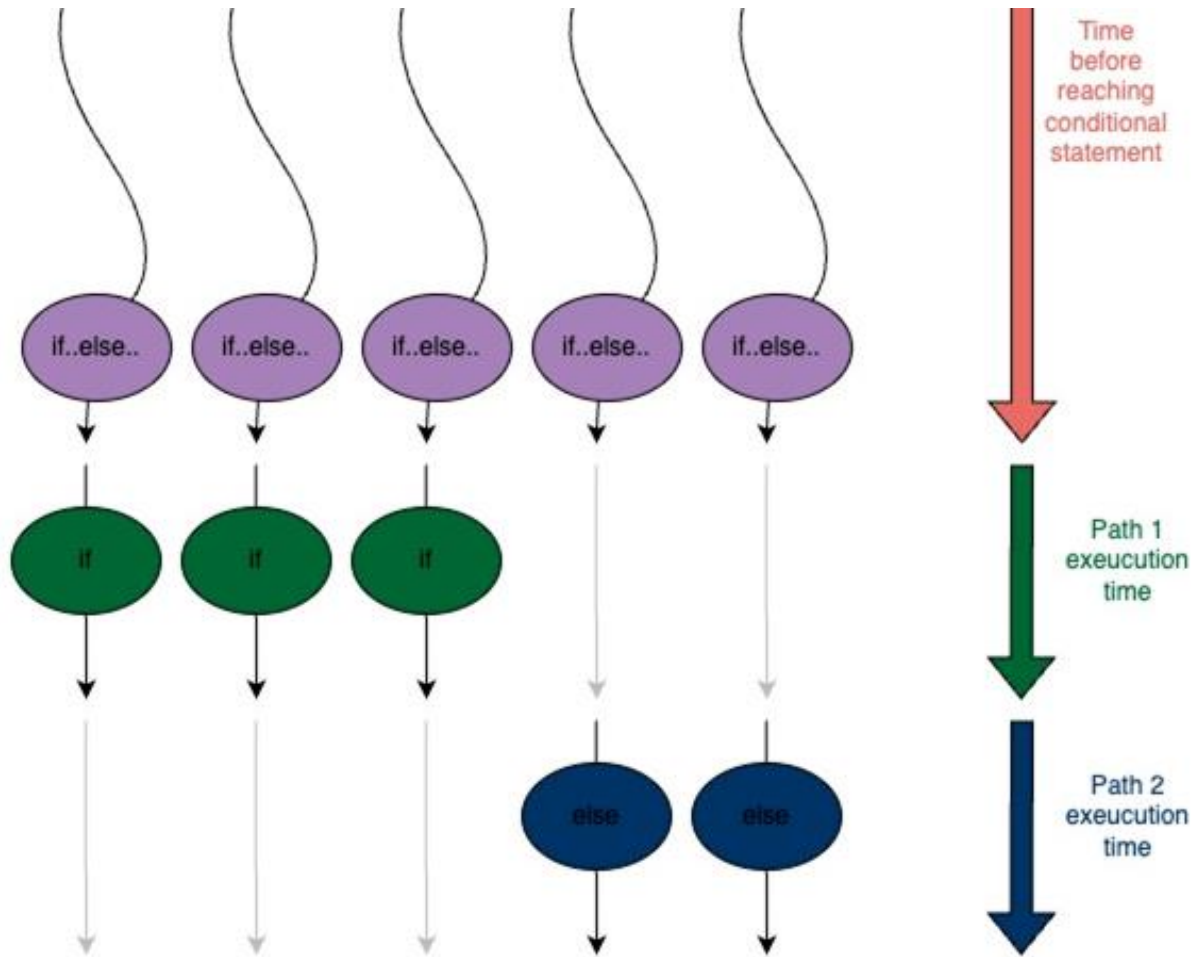 Time
before
reaching
conditional
statement
if..else..
if..else..
if..else..
if..else..
if..else..
if
if
if
Path 1
exeucution
time
else
else
Path 2
exeucution
time